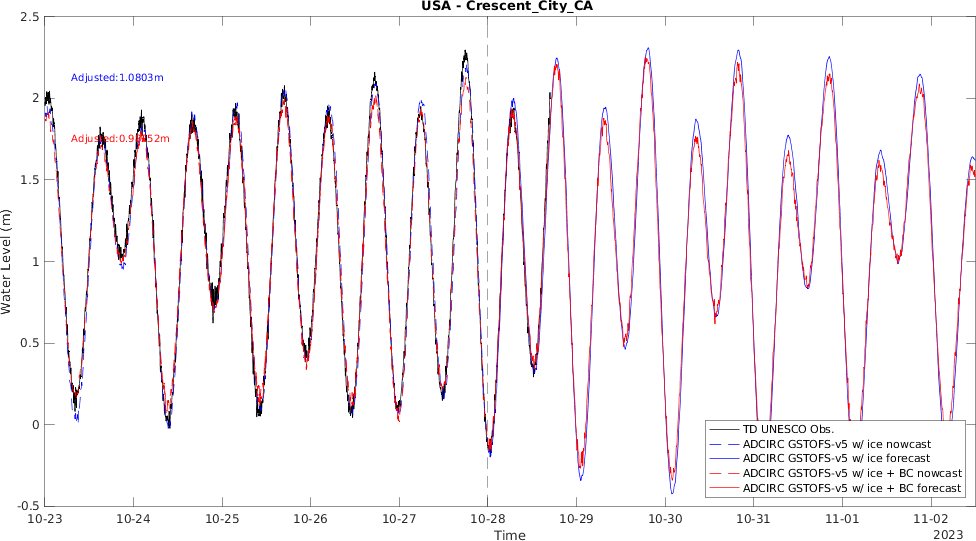 USA - Crescent_City_CA
2.5
2
1.5
1
0.5
0
-0.5
Water Level (m)
Adjusted:1.0803m
10-23
10-24
10-25
10-26
10-27
10-28
10-29
10-30
10-31
11-01
11-02
Time
2023
TD UNESCO Obs.
ADCIRC GSTOFS-v5 w/ ice nowcast
ADCIRC GSTOFS-v5 w/ ice forecast
ADCIRC GSTOFS-v5 w/ ice + BC nowcast
ADCIRC GSTOFS-v5 w/ ice + BC forecast